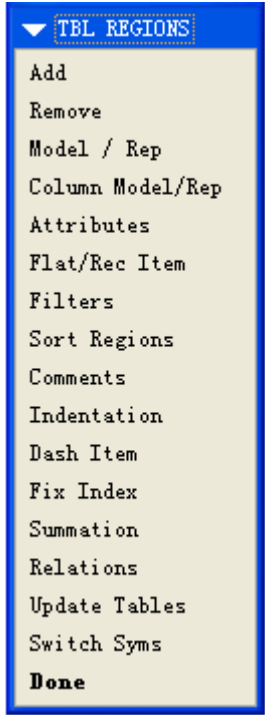 TBL REGIONS
Add
Remove
Model / Rep
Column Model/Rep
Attributes
Flat/Rec Item
Filters
Sort Regions
Comments
Indentation
Dash Item
Fix Index
Summation
Relations
Update Tables
Switch Syms
Done